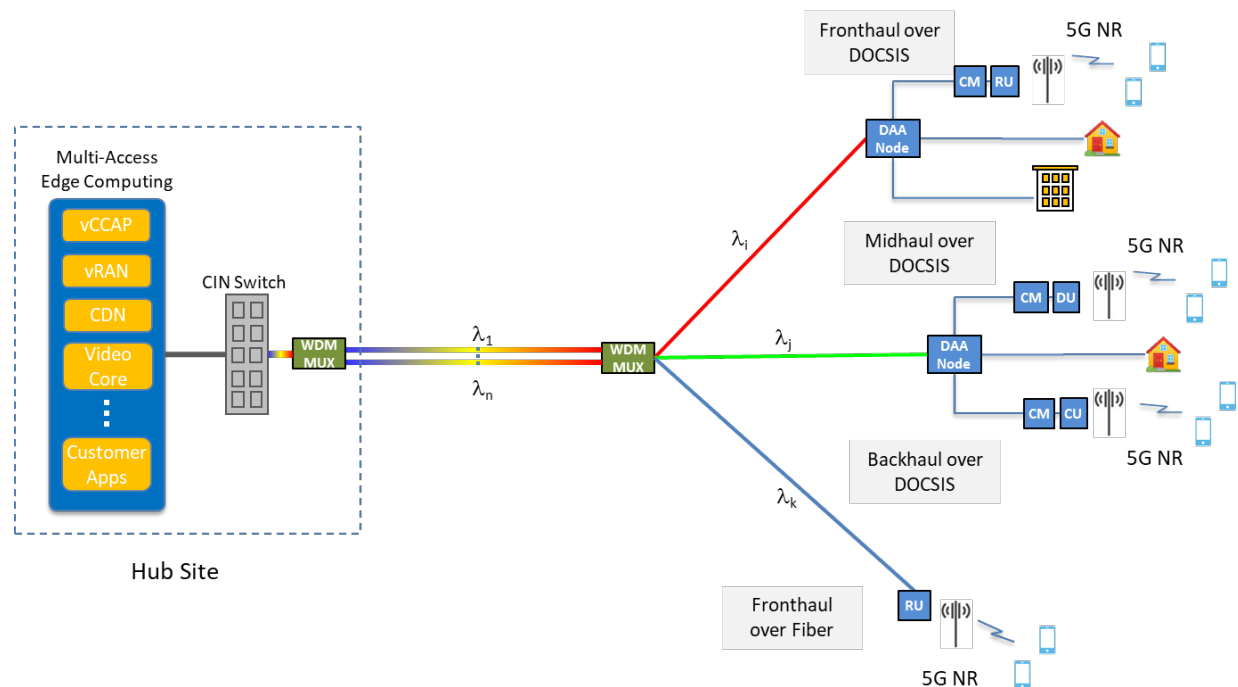 Multi-Access
Edge Computing
vCCAP
vRAN
CDN
Video
Core
Customer
Apps
CIN Switch
WDM
MUX
Hub Site
λ1
λn
WDM
MUX
λi
λj
λk
Fronthaul over
DOCSIS
5G NR
CM
RU
DAA
Node
Midhaul over
DOCSIS
5G NR
CM
DU
DAA
Node
CM
CU
5G NR
Backhaul over
DOCSIS
Fronthaul
over Fiber
RU
5G NR